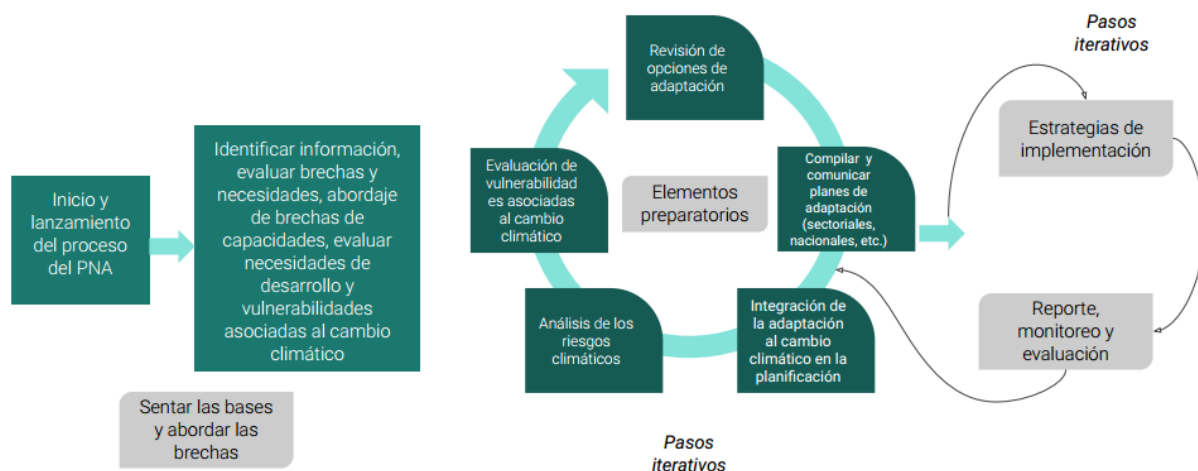 Inicio y
lanzamiento
del proceso
del PNA
Identificar información,
evaluar brechas y
necesidades, abordaje
de brechas de
capacidades, evaluar
necesidades de
desarrollo y
vulnerabilidades
asociadas al cambio
climático
Sentar las bases
y abordar las
brechas
Revisión de
opciones de
adaptación
Evaluación de
vulnerabilidad
es asociadas
al cambio
climático
Elementos
preparatorios
Compilar y
comunicar
planes de
adaptación
(sectoriales,
nacionales, etc.)
Análisis de los
riesgos
climáticos
Integración de
la adaptación
al cambio
climático en la
planificación
Pasos
iterativos
Pasos
iterativos
Estrategias de
implementación
Reporte,
monitoreo y
evaluación